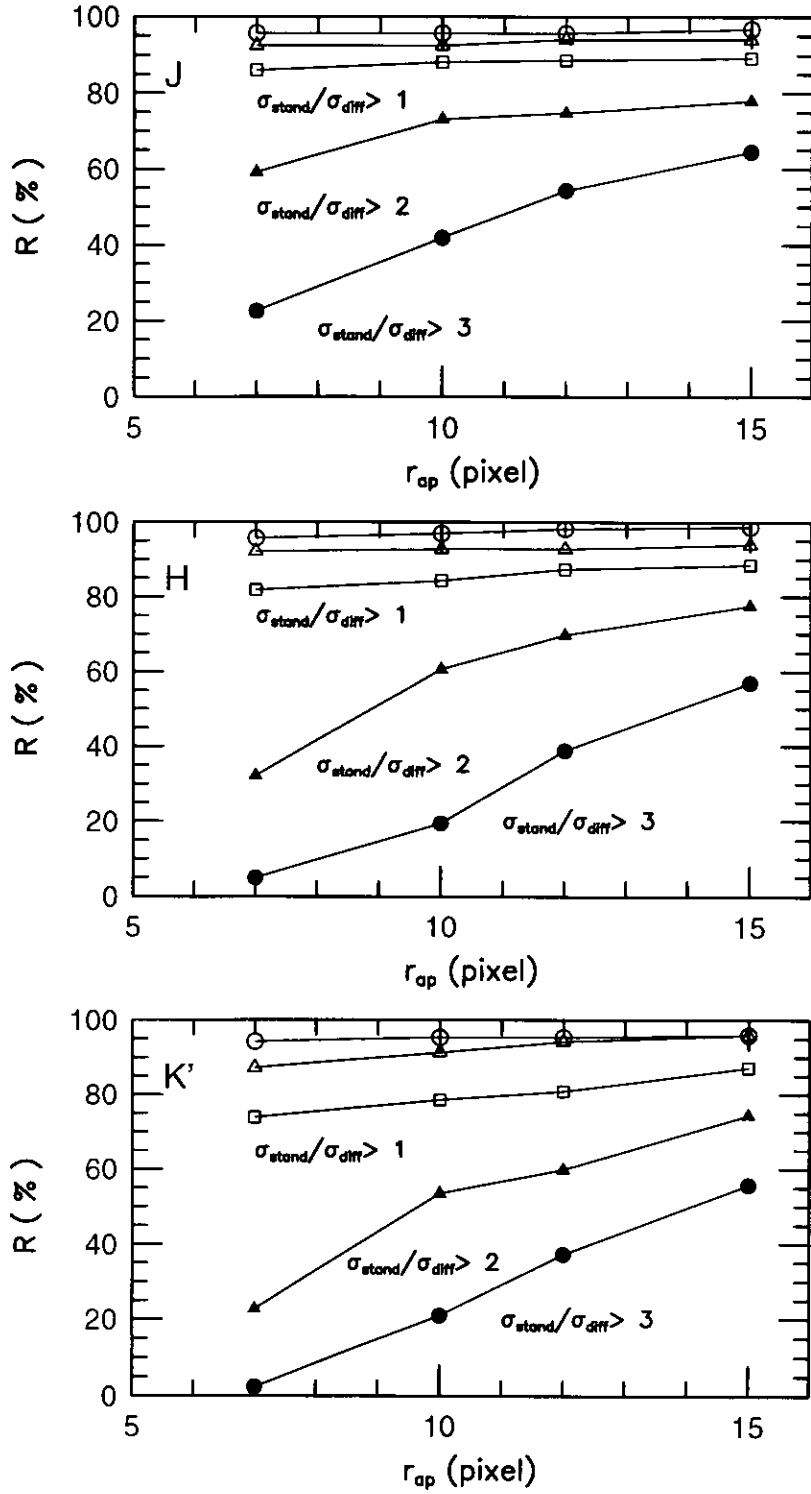 100
80
60
40
20
0
R ( % )
J
σstand/σdiff> 1
σstand/σdiff> 2
σstand/σdiff> 3
5 10 15
rap (pixel)
100
80
60
40
20
0
R ( % )
H
σstand/σdiff> 1
σstand/σdiff> 2
σstand/σdiff> 3
5 10 15
rap (pixel)
100
80
60
40
20
0
R ( % )
K'
σstand/σdiff> 1
σstand/σdiff> 2
σstand/σdiff> 3
5 10 15
rap (pixel)